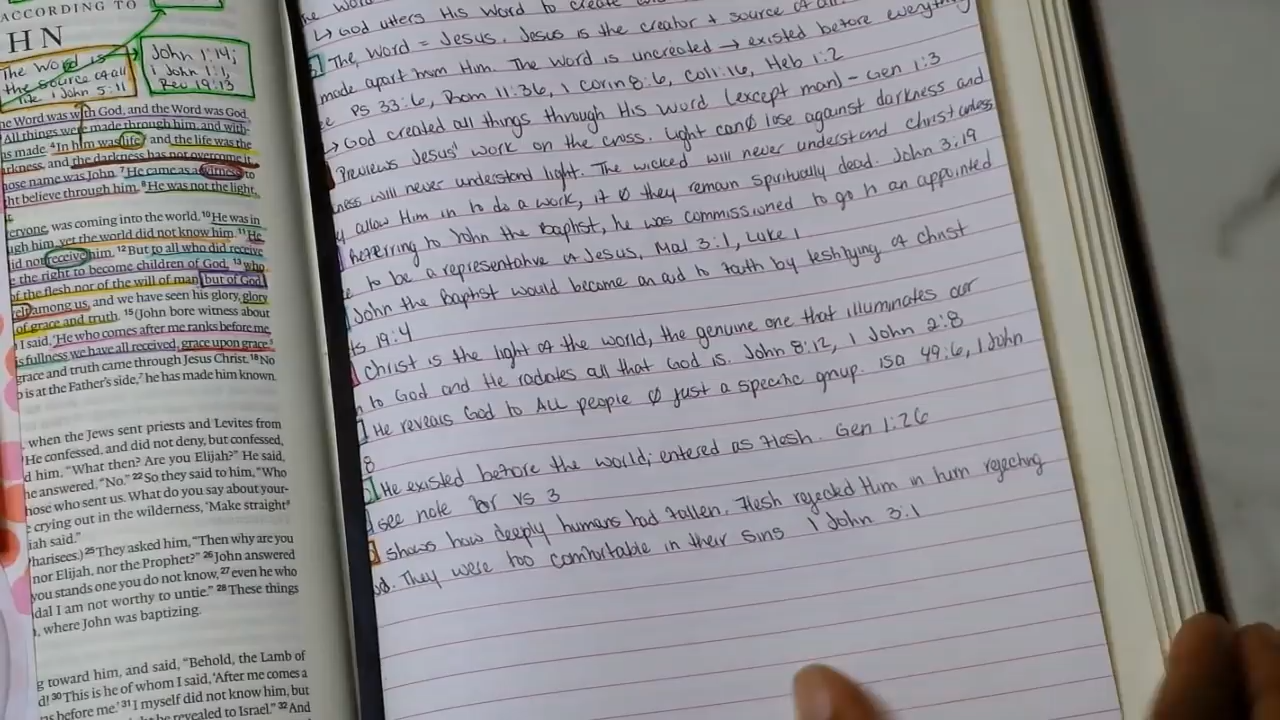 ACCORDING TO
HN
The Word is
the source of all
life 1 John 5:11
John 1:14;
1 John 1:1,
Rev 19:13
he Word was with God, and the Word was God.
All things were made through him, and with-
as made. 4 In him was life, and the life was the
rkness, and the darkness has not overcome it.
hose name was John. 7 He came as a witness, to
ht believe through him. 8 He was not the light,
eryone, was coming into the world. 10 He was in
ugh him, yet the world did not know him. 11 He
did not receive him. 12 But to all who did receive
e the right to become children of God, 13 who
of the flesh nor of the will of man, but of God.
among us, and we have seen his glory, glory
of grace and truth. 15 (John bore witness about
I said, 'He who comes after me ranks before me,
is fullness we have all received, grace upon grace.
grace and truth came through Jesus Christ. 18 No
o is at the Father's side, he has made him known.
when the Jews sent priests and Levites from
He confessed, and did not deny, but confessed,
d him, "What then? Are you Elijah?" He said,
he answered, "No." 22 So they said to him, "Who
hose who sent us. What do you say about your-
crying out in the wilderness, 'Make straight
iah said."
harisees.) 25 They asked him, "Then why are you
nor Elijah, nor the Prophet?" 26 John answered
you stands one you do not know, 27 even he who
dal I am not worthy to untie." 28 These things
, where John was baptizing.
g toward him, and said, "Behold, the Lamb of
d! 30 This is he of whom I said, 'After me comes a
as before me.' 31 I myself did not know him, but
be revealed to Israel." 32 And
he Word
↳ God utters His Word to create
The Word = Jesus. Jesus is the creator + source of all
made apart from Him. The Word is uncreated → existed before everything
Ps 33:6, Rom 11:36, 1 Corin 8:6, Col 1:16, Heb 1:2
→ God created all things through His Word (except man) - Gen 1:3
Previews Jesus' work on the cross. Light can∅ lose against darkness and
ness will never understand light. The wicked will never understand Christ unless
allow Him in to do a work, if ∅ they remain spiritually dead. John 3:19
Referring to John the Baptist, he was commissioned to go in an appointed
e to be a representative of Jesus, Mal 3:1, Luke 1
John the Baptist would become an aid to faith by testifying of Christ
ts 19:4
Christ is the light of the world, the genuine one that illuminates our
to God and He radiates all that God is. John 8:12, 1 John 2:8
He reveals God to ALL people ∅ just a specific group. Isa 49:6, 1 John
8
He existed before the world; entered as flesh. Gen 1:26
see note for vs 3
Shows how deeply humans had fallen. Flesh rejected Him in turn rejecting
od. They were too comfortable in their sins 1 John 3:1